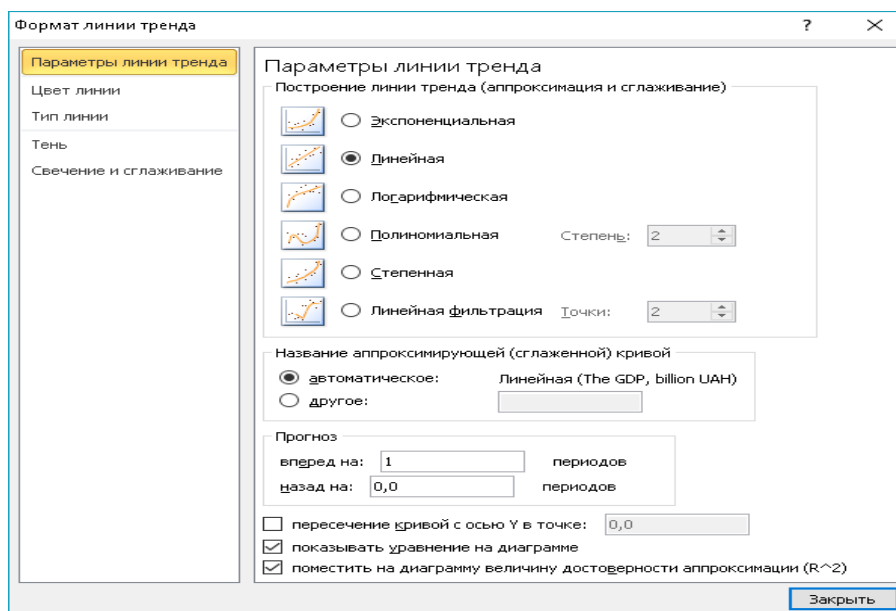 Формат линии тренда
?
Параметры линии тренда
Цвет линии
Тип линии
Тень
Свечение и сглаживание
Параметры линии тренда
Построение линии тренда (аппроксимация и сглаживание)
Экспоненциальная
Линейная
Логарифмическая
Полиномиальная Степень: 2
Степенная
Линейная фильтрация Точки: 2
Название аппроксимирующей (сглаженной) кривой
автоматическое: Линейная (The GDP, billion UAH)
другое:
Прогноз
вперед на: 1 периодов
назад на: 0,0 периодов
пересечение кривой с осью Y в точке: 0,0
показывать уравнение на диаграмме
поместить на диаграмму величину достоверности аппроксимации (R^2)
Закрыть